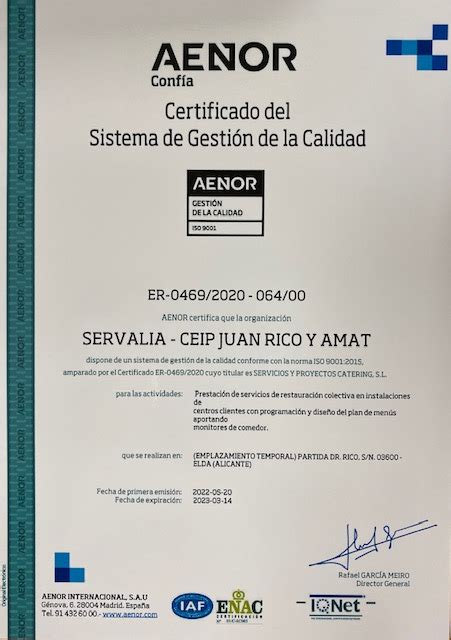 AENOR
Confía
Certificado del
Sistema de Gestión de la Calidad
AENOR
GESTIÓN
DE LA CALIDAD
ISO 9001
ER-0469/2020 - 064/00
AENOR certifica que la organización
SERVALIA - CEIP JUAN RICO Y AMAT
dispone de un sistema de gestión de la calidad conforme con la norma ISO 9001:2015,
amparado por el Certificado ER-0469/2020 cuyo titular es SERVICIOS Y PROYECTOS CATERING, S.L.
para las actividades: Prestación de servicios de restauración colectiva en instalaciones
de
centros clientes con programación y diseño del plan de menús
aportando
monitores de comedor.
que se realizan en: (EMPLAZAMIENTO TEMPORAL) PARTIDA DR. RICO, S/N. 03600 -
ELDA (ALICANTE)
Fecha de primera emisión: 2022-05-20
Fecha de expiración: 2023-03-14
Rafael GARCÍA MEIRO
Director General
Original Electrónico
AENOR INTERNACIONAL, S.A.U
Génova, 6. 28004 Madrid. España
Tel. 91 432 60 00.- www.aenor.com
IAF
ENAC
CERTIFICACIÓN
IQNet